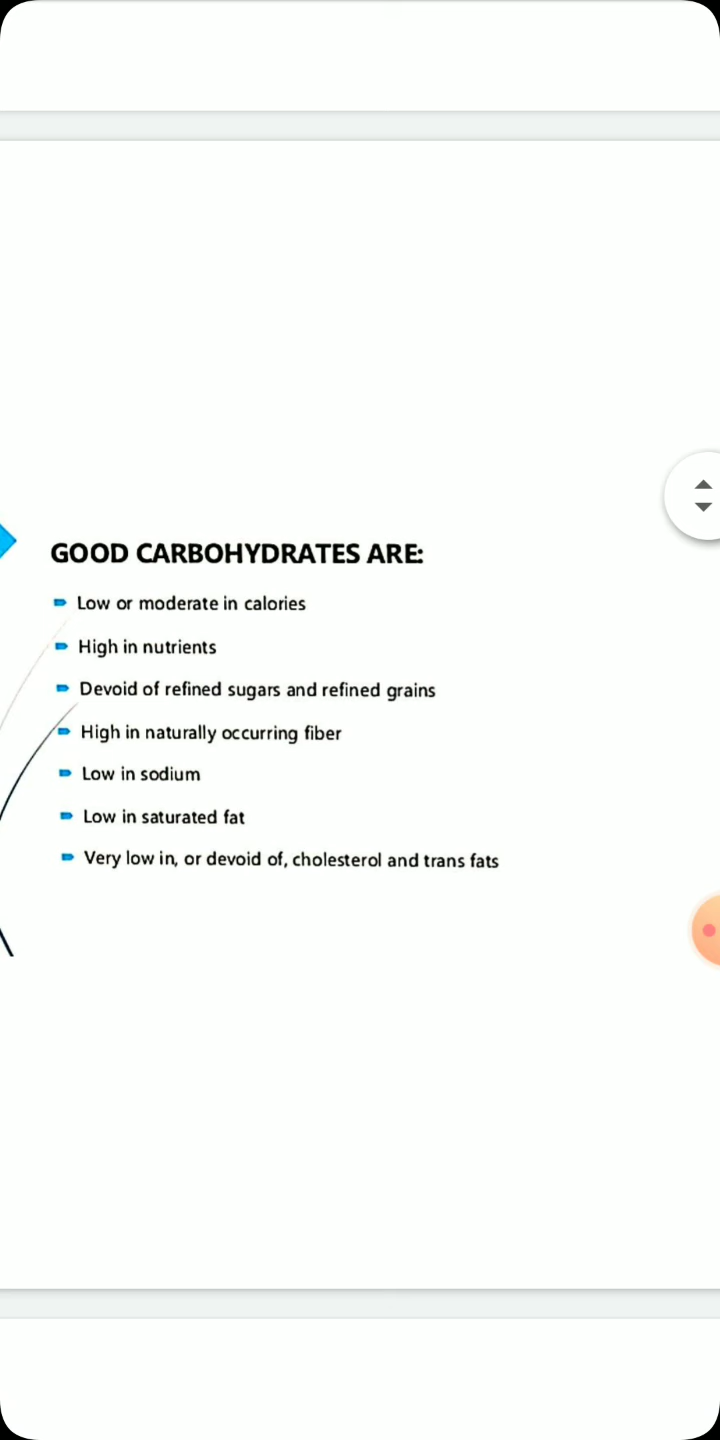 GOOD CARBOHYDRATES ARE:
Low or moderate in calories
High in nutrients
Devoid of refined sugars and refined grains
High in naturally occurring fiber
Low in sodium
Low in saturated fat
Very low in, or devoid of, cholesterol and trans fats